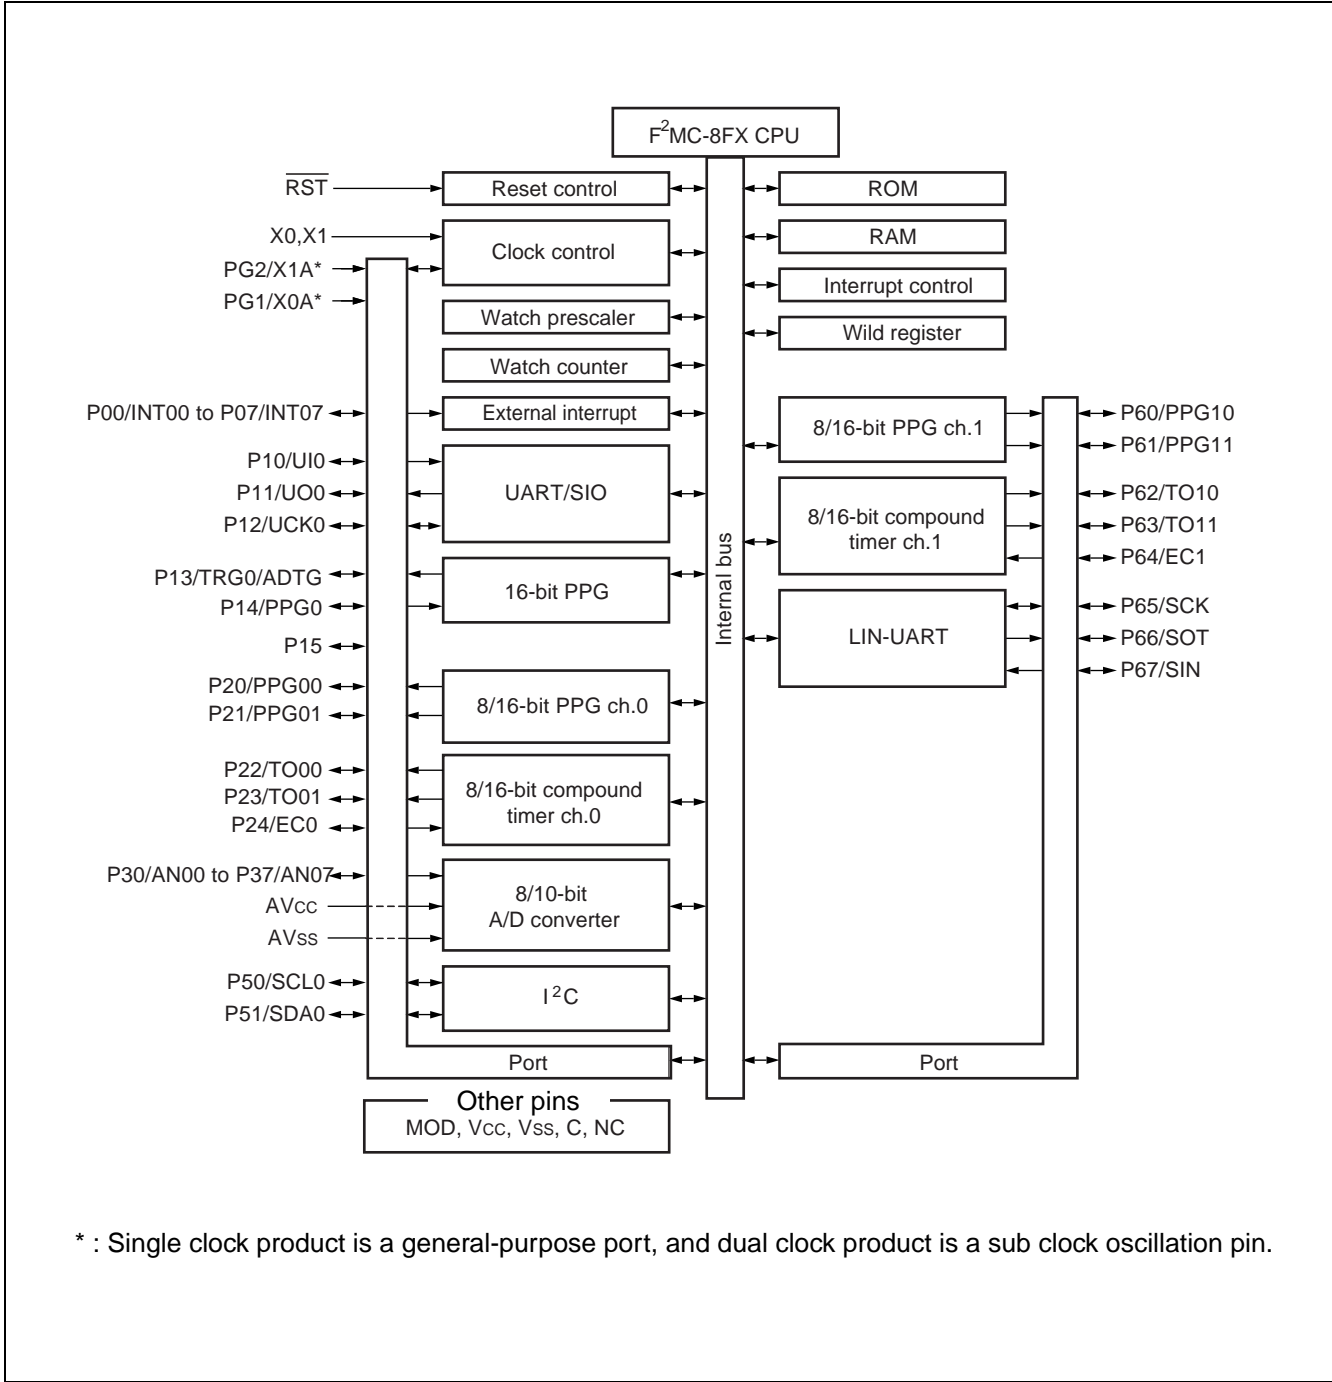 F²MC-8FX CPU
RST
Reset control
ROM
X0,X1
Clock control
RAM
PG2/X1A*
PG1/X0A*
Interrupt control
Watch prescaler
Wild register
Watch counter
P00/INT00 to P07/INT07
External interrupt
8/16-bit PPG ch.1
P60/PPG10
P61/PPG11
P10/UI0
P11/UO0
P12/UCK0
UART/SIO
8/16-bit compound
timer ch.1
P62/TO10
P63/TO11
P64/EC1
Internal bus
P13/TRG0/ADTG
P14/PPG0
16-bit PPG
P15
LIN-UART
P65/SCK
P66/SOT
P67/SIN
P20/PPG00
P21/PPG01
8/16-bit PPG ch.0
P22/TO00
P23/TO01
P24/EC0
8/16-bit compound
timer ch.0
P30/AN00 to P37/AN07
AVCC
AVSS
8/10-bit
A/D converter
P50/SCL0
P51/SDA0
I²C
Port
Port
Other pins
MOD, VCC, VSS, C, NC
* : Single clock product is a general-purpose port, and dual clock product is a sub clock oscillation pin.